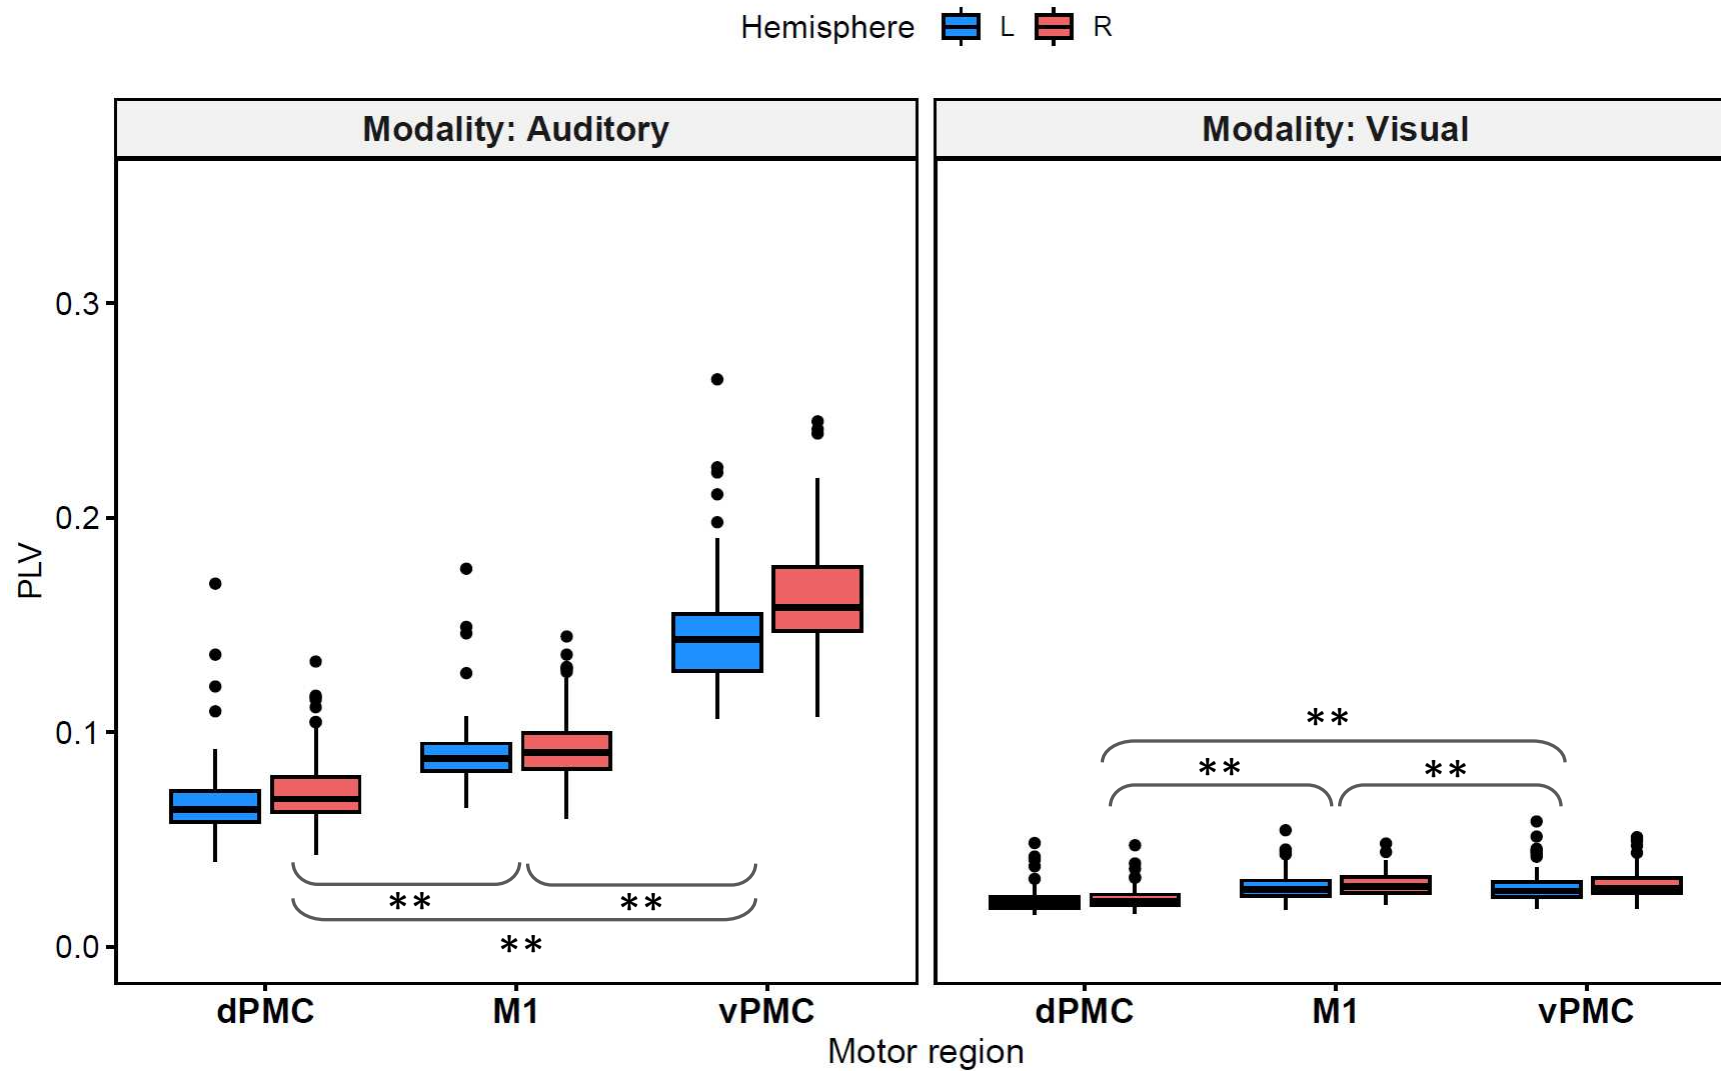 Hemisphere L R
Modality: Auditory
Modality: Visual
0.3
0.2
0.1
0.0
PLV
**
**
**
**
**
**
dPMC M1 vPMC
dPMC M1 vPMC
Motor region